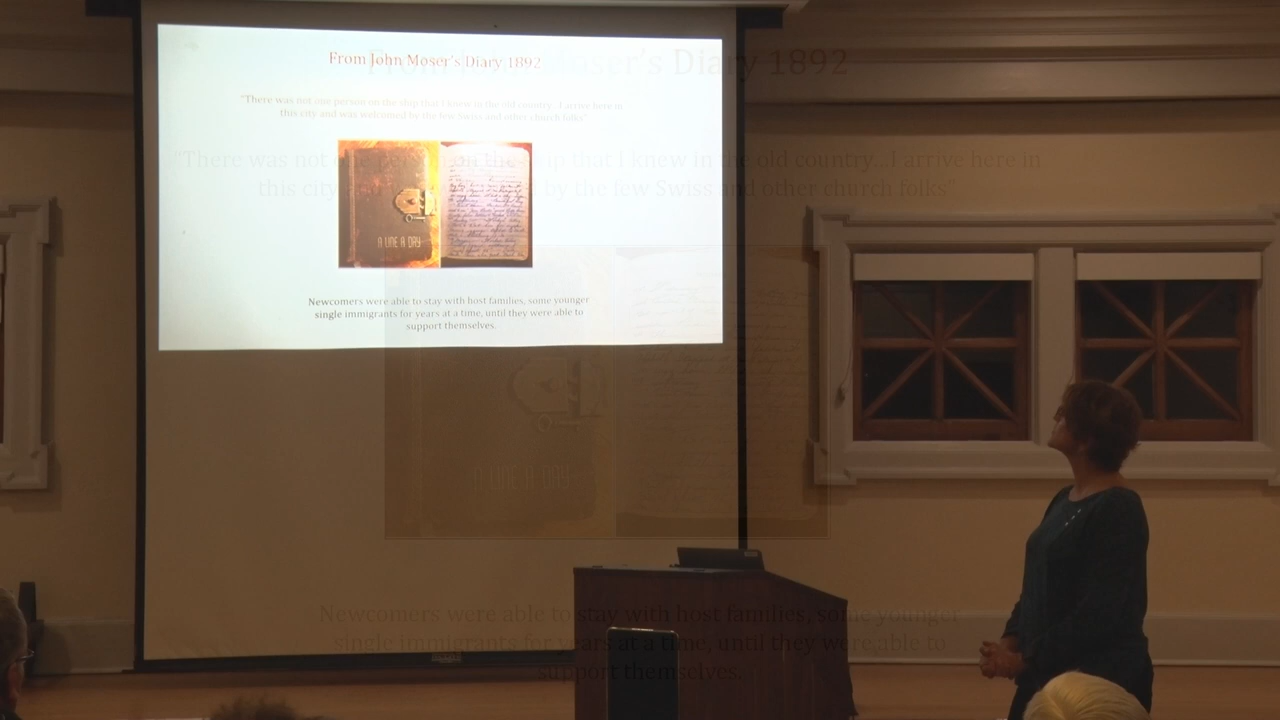 From John Moser's Diary 1892
"There was not one person on the ship that I knew in the old country...I arrive here in
this city and was welcomed by the few Swiss and other church folks"
A LINE A DAY
Newcomers were able to stay with host families, some younger
single immigrants for years at a time, until they were able to
support themselves.